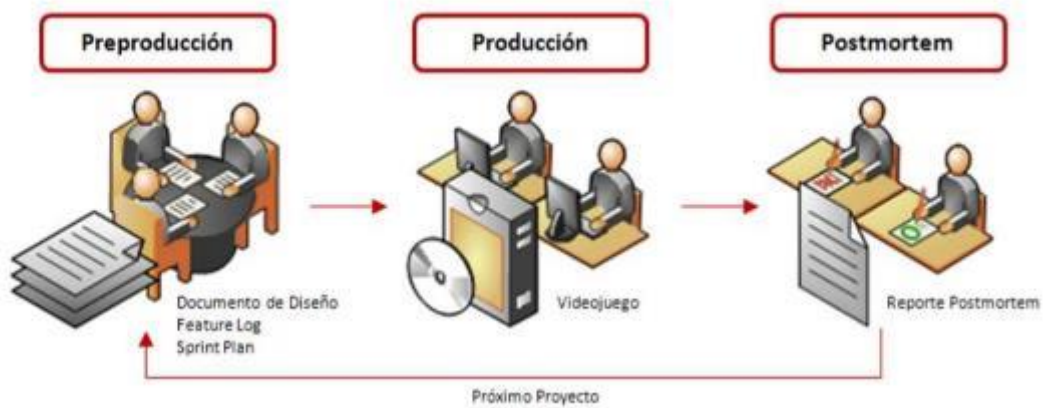 Preproducción
Producción
Postmortem
Documento de Diseño
Feature Log
Sprint Plan
Videojuego
Reporte Postmortem
Próximo Proyecto